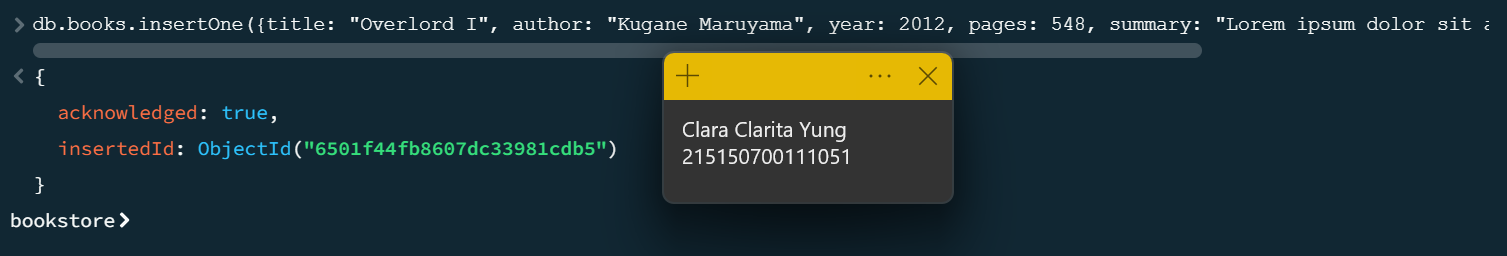 db.books.insertOne({title: "Overlord I", author: "Kugane Maruyama", year: 2012, pages: 548, summary: "Lorem ipsum dolor sit a
{
acknowledged: true,
insertedId: ObjectId("6501f44fb8607dc33981cdb5")
}
bookstore>
Clara Clarita Yung
215150700111051